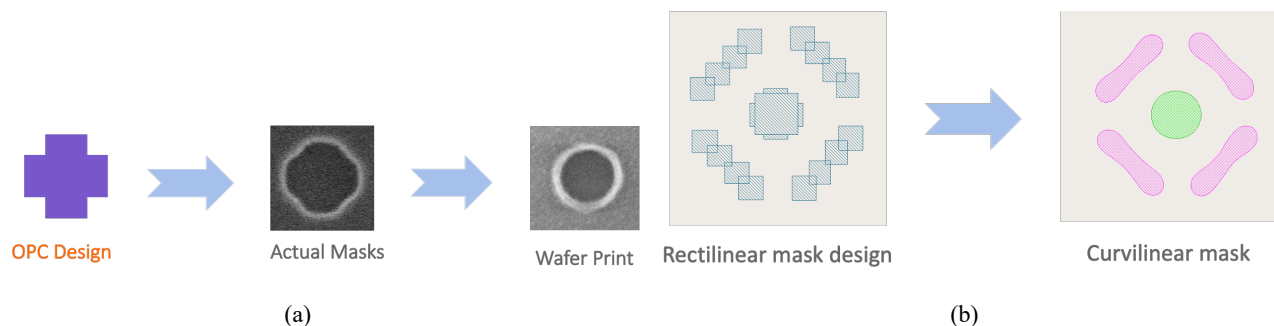 OPC Design
Actual Masks
Wafer Print
Rectilinear mask design
Curvilinear mask
(a)
(b)